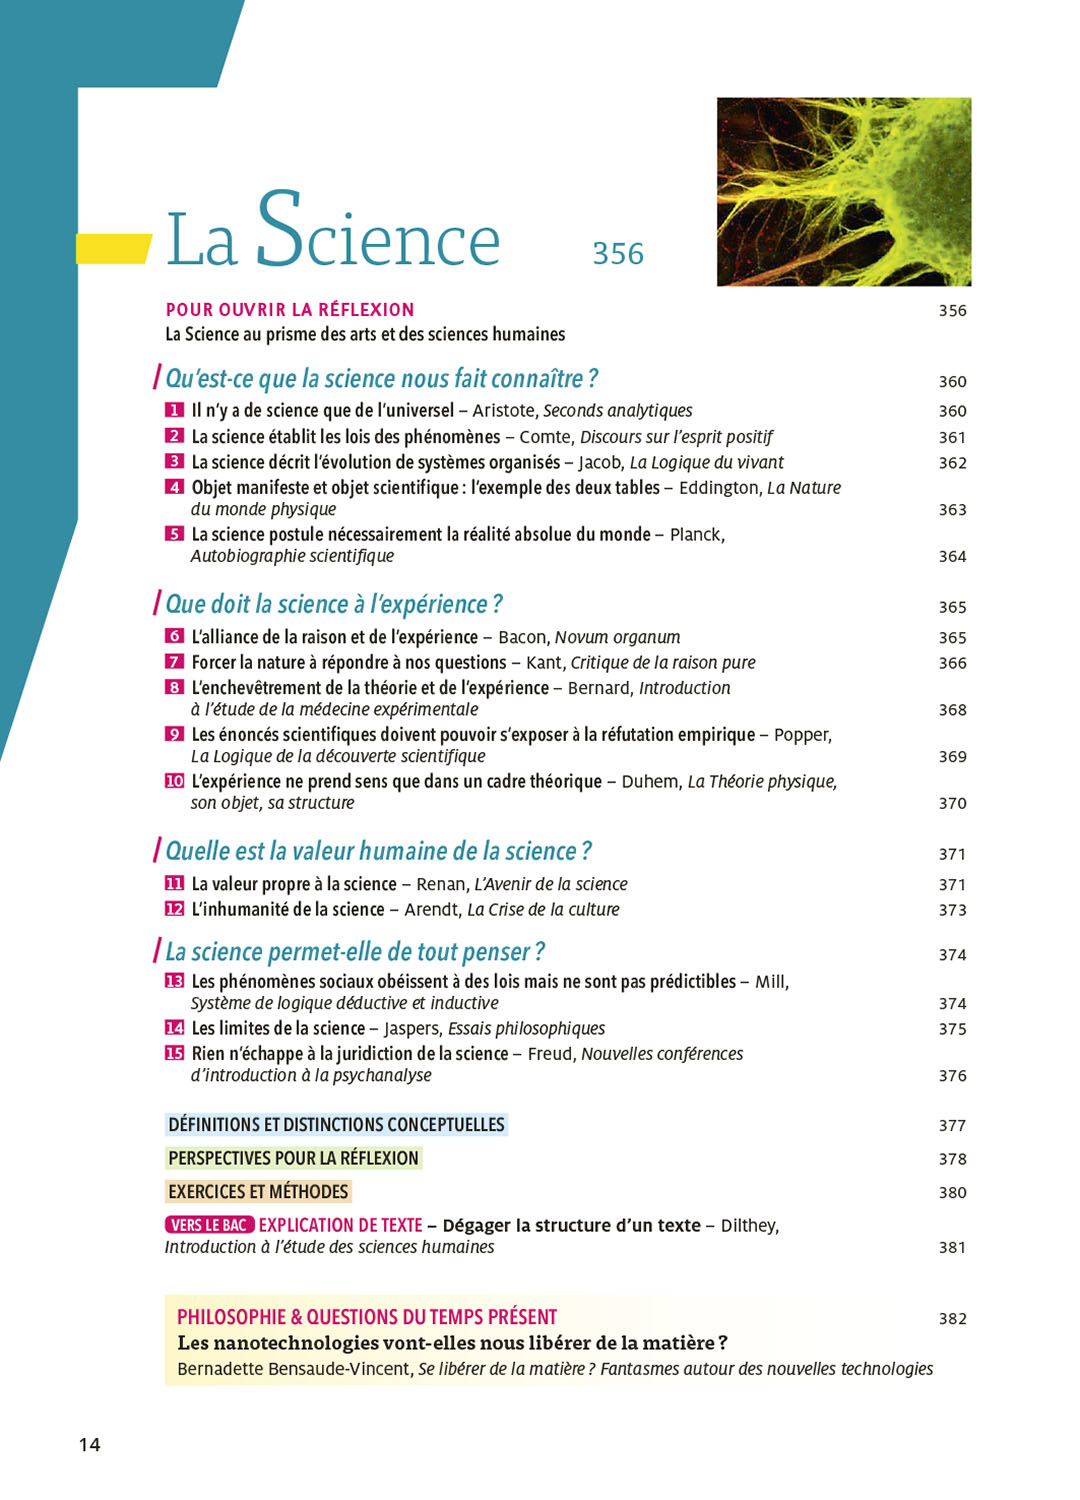 La Science 356
POUR OUVRIR LA RÉFLEXION 356
La Science au prisme des arts et des sciences humaines
Qu'est-ce que la science nous fait connaître ? 360
1 Il n'y a de science que de l'universel – Aristote, Seconds analytiques 360
2 La science établit les lois des phénomènes – Comte, Discours sur l'esprit positif 361
3 La science décrit l'évolution de systèmes organisés – Jacob, La Logique du vivant 362
4 Objet manifeste et objet scientifique : l'exemple des deux tables – Eddington, La Nature
du monde physique 363
5 La science postule nécessairement la réalité absolue du monde – Planck,
Autobiographie scientifique 364
Que doit la science à l'expérience ? 365
6 L'alliance de la raison et de l'expérience – Bacon, Novum organum 365
7 Forcer la nature à répondre à nos questions – Kant, Critique de la raison pure 366
8 L'enchevêtrement de la théorie et de l'expérience – Bernard, Introduction
à l'étude de la médecine expérimentale 368
9 Les énoncés scientifiques doivent pouvoir s'exposer à la réfutation empirique – Popper,
La Logique de la découverte scientifique 369
10 L'expérience ne prend sens que dans un cadre théorique – Duhem, La Théorie physique,
son objet, sa structure 370
Quelle est la valeur humaine de la science ? 371
11 La valeur propre à la science – Renan, L'Avenir de la science 371
12 L'inhumanité de la science – Arendt, La Crise de la culture 373
La science permet-elle de tout penser ? 374
13 Les phénomènes sociaux obéissent à des lois mais ne sont pas prédictibles – Mill,
Système de logique déductive et inductive 374
14 Les limites de la science – Jaspers, Essais philosophiques 375
15 Rien n'échappe à la juridiction de la science – Freud, Nouvelles conférences
d'introduction à la psychanalyse 376
DÉFINITIONS ET DISTINCTIONS CONCEPTUELLES 377
PERSPECTIVES POUR LA RÉFLEXION 378
EXERCICES ET MÉTHODES 380
VERS LE BAC EXPLICATION DE TEXTE – Dégager la structure d'un texte – Dilthey,
Introduction à l'étude des sciences humaines 381
PHILOSOPHIE & QUESTIONS DU TEMPS PRÉSENT 382
Les nanotechnologies vont-elles nous libérer de la matière ?
Bernadette Bensaude-Vincent, Se libérer de la matière ? Fantasmes autour des nouvelles technologies
14